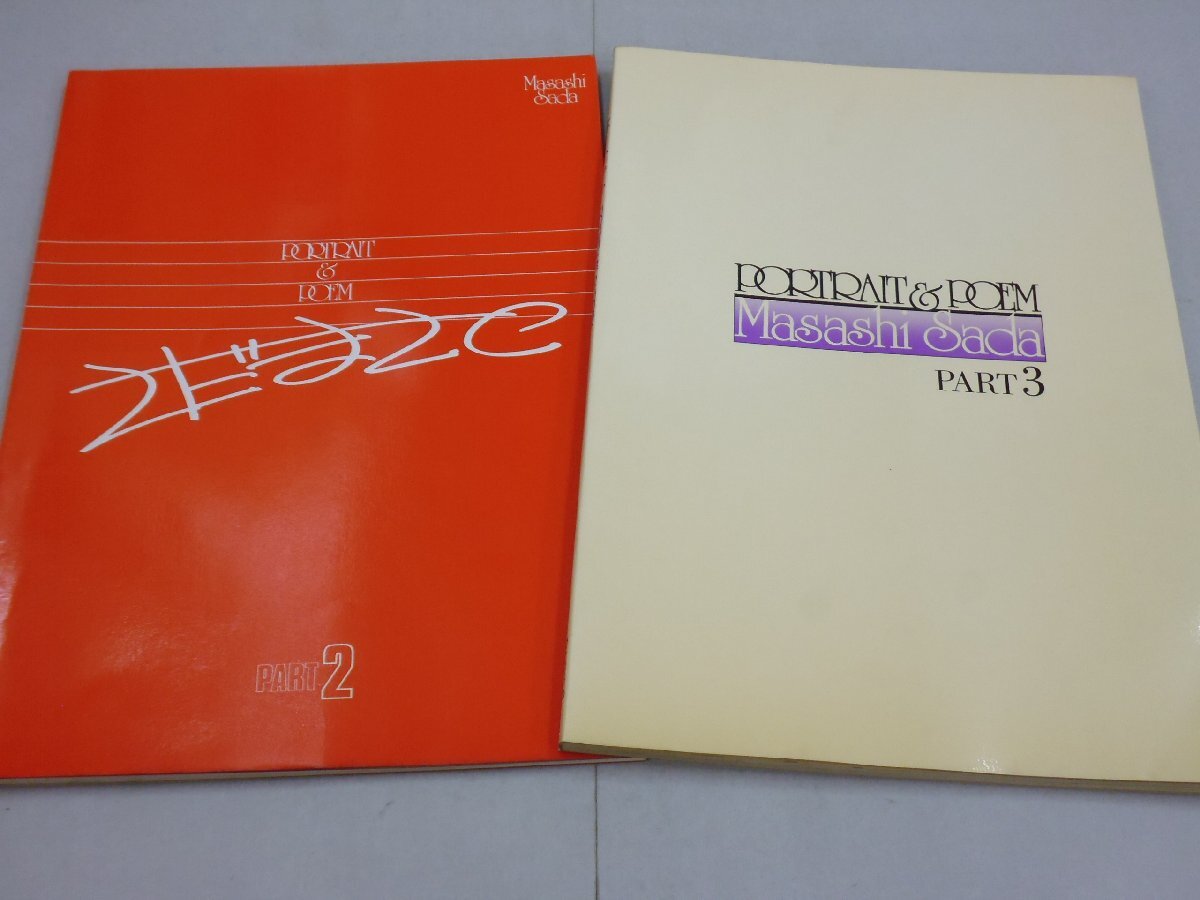 Masashi
Sada
PORTRAIT
&
POEM
さだまさし
PART 2
PORTRAIT & POEM
Masashi Sada
PART 3